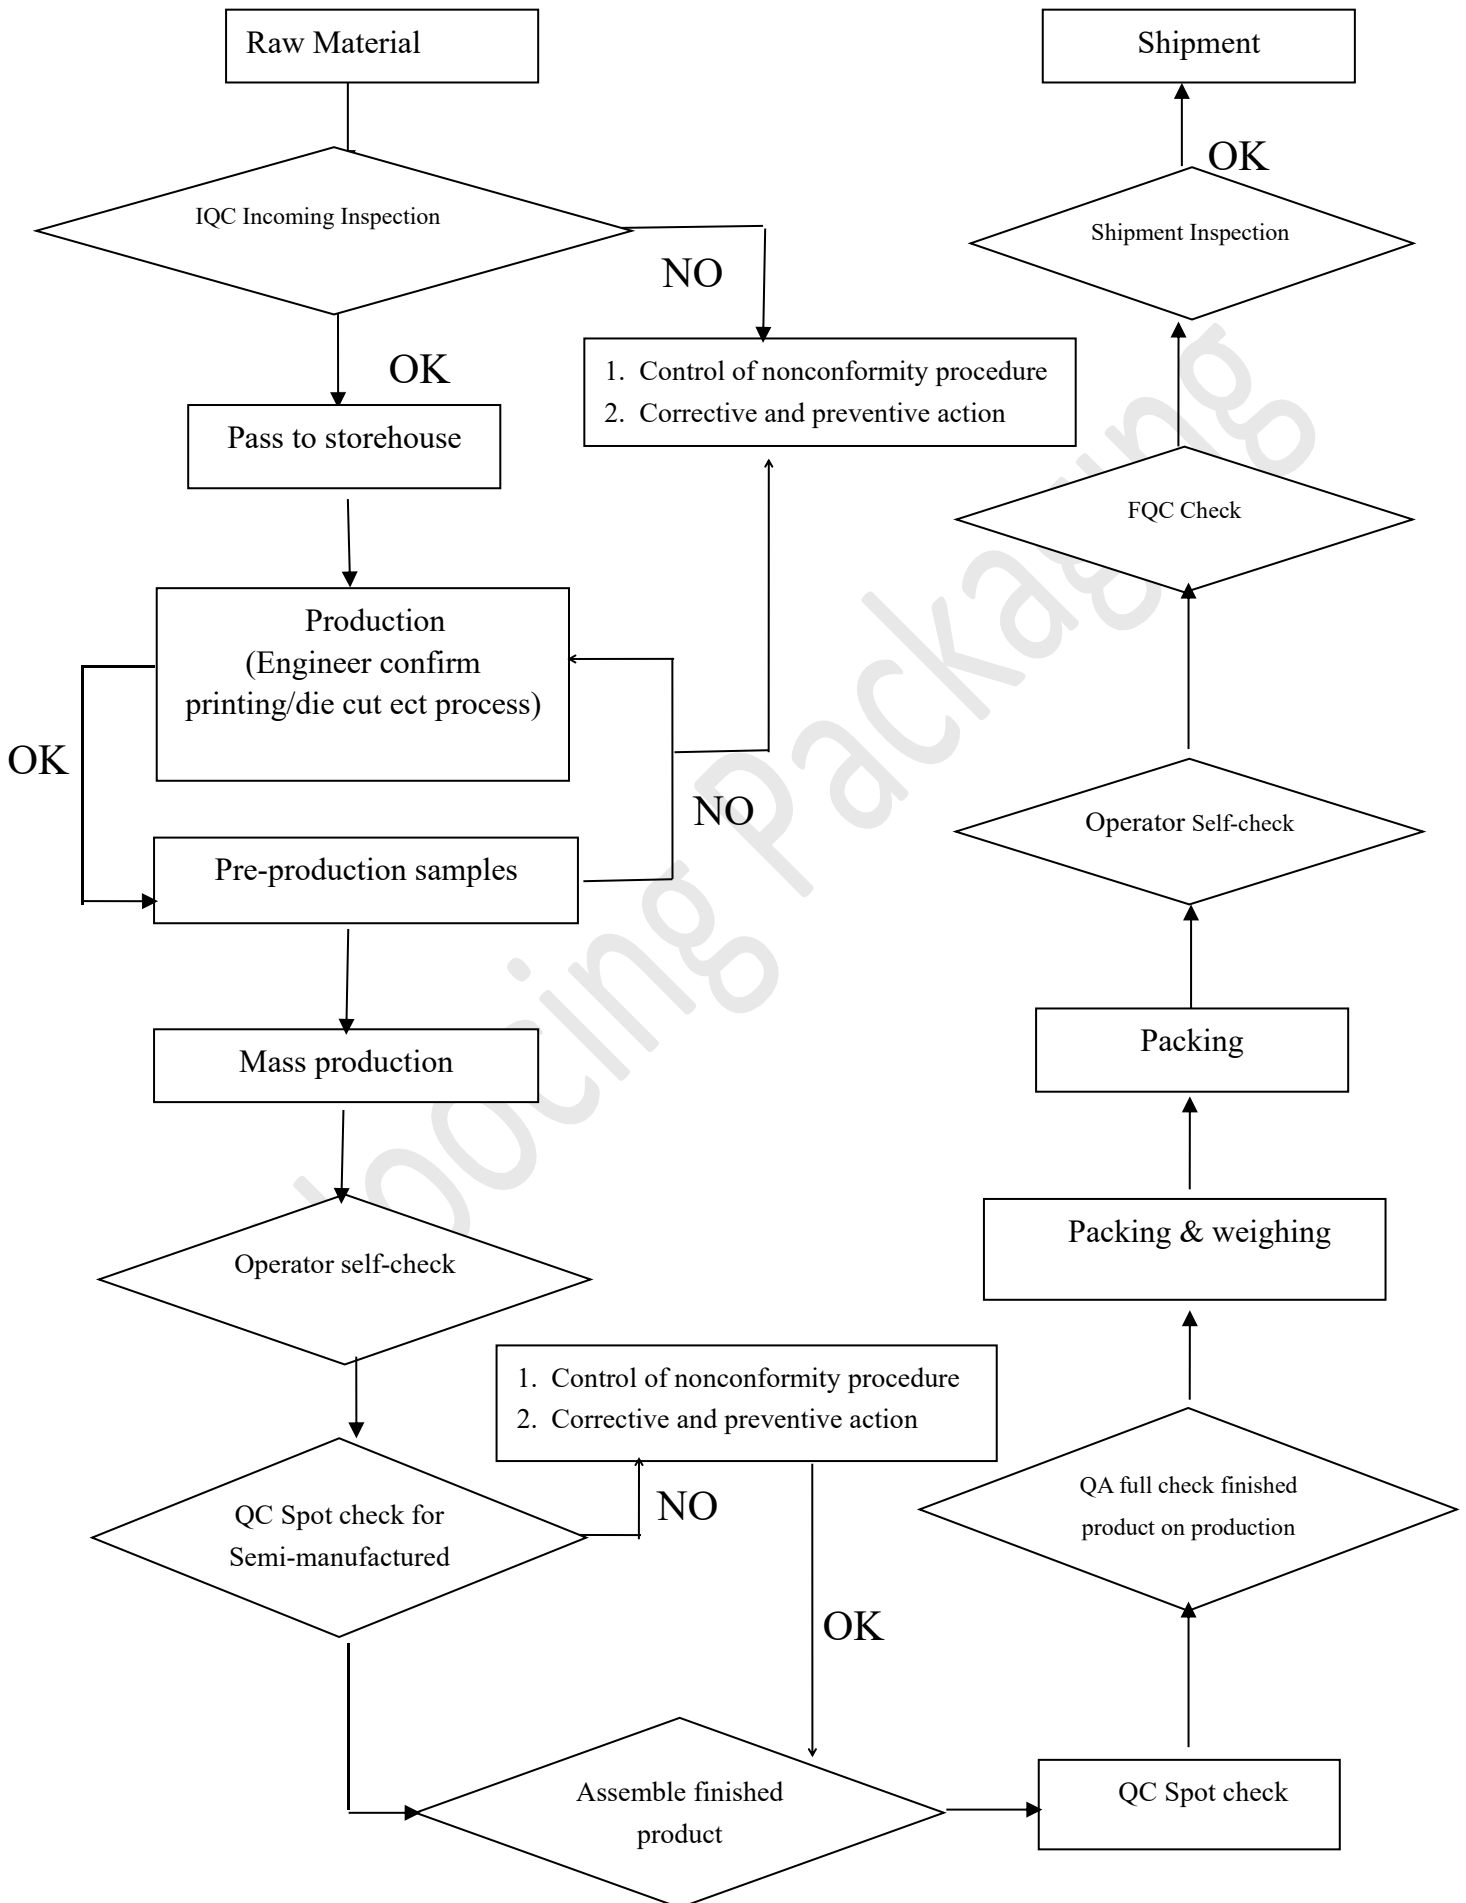 Raw Material
IQC Incoming Inspection
NO
OK
Pass to storehouse
1. Control of nonconformity procedure
2. Corrective and preventive action
Production
(Engineer confirm
printing/die cut ect process)
OK
NO
Pre-production samples
Mass production
Operator self-check
1. Control of nonconformity procedure
2. Corrective and preventive action
QC Spot check for
Semi-manufactured
NO
OK
Assemble finished
product
QC Spot check
QA full check finished
product on production
Packing & weighing
Packing
Operator Self-check
FQC Check
Shipment Inspection
OK
Shipment
Packaging